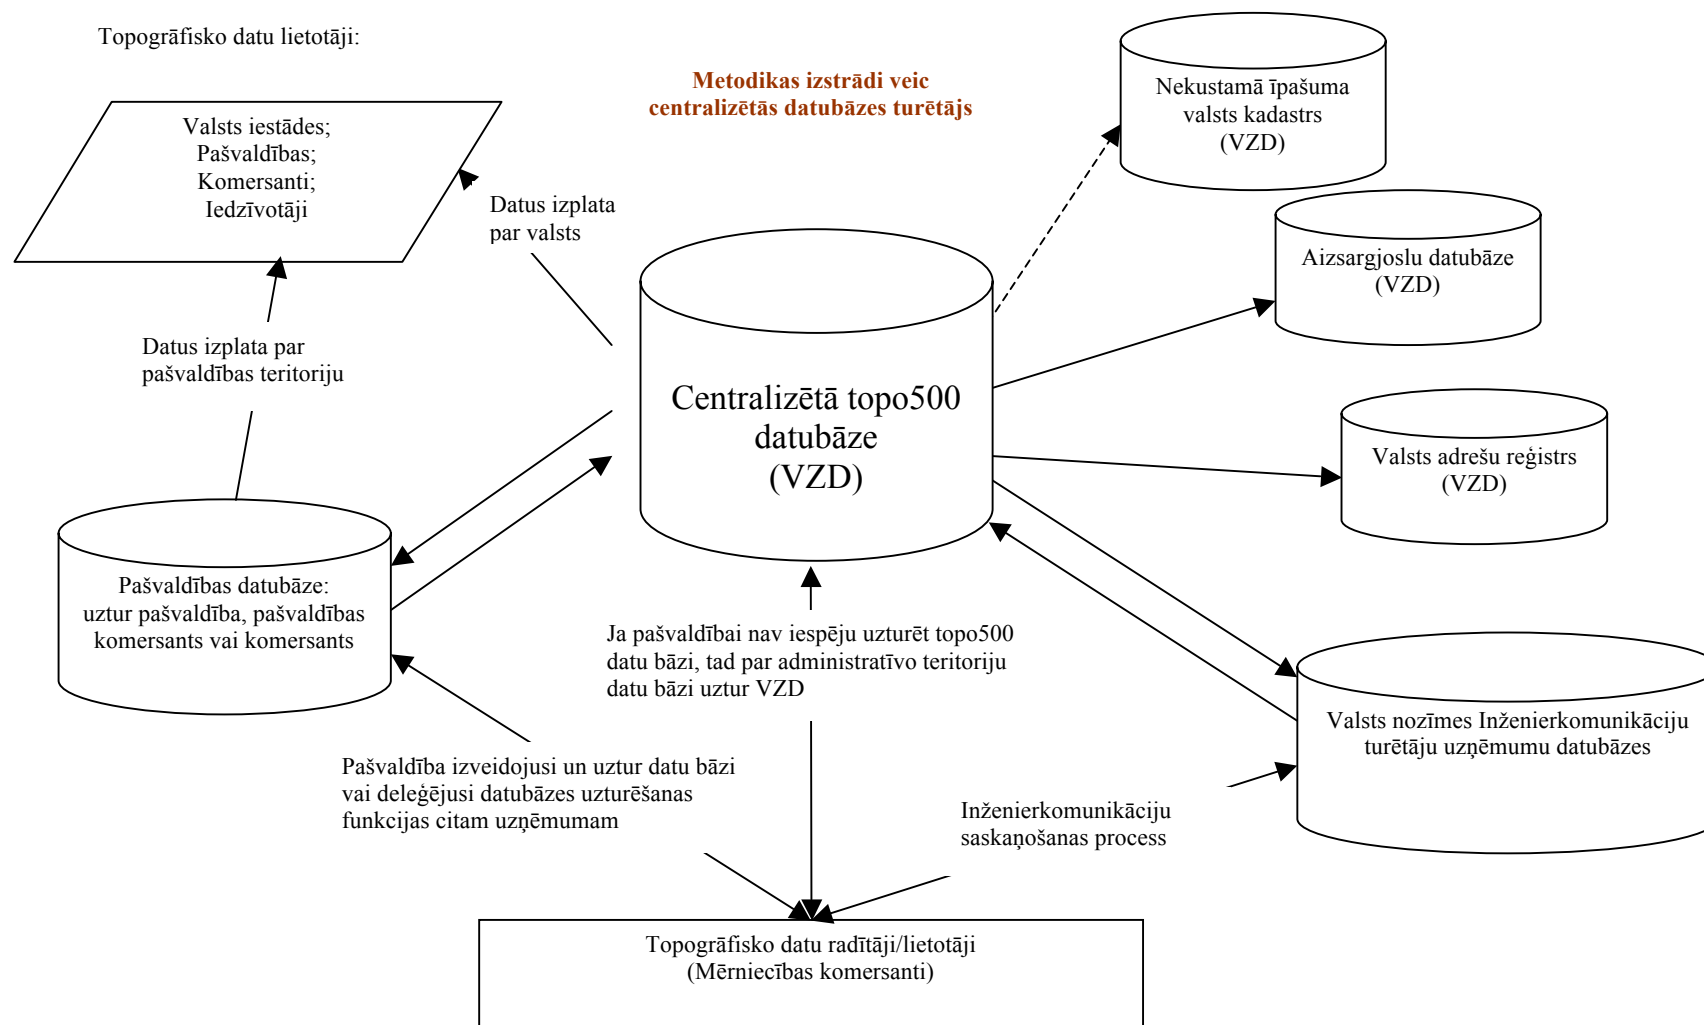 Topogrāfisko datu lietotāji:
Metodikas izstrādi veic
centralizētās datubāzes turētājs
Nekustamā īpašuma
valsts kadastrs
(VZD)
Valsts iestādes;
Pašvaldības;
Komersanti;
Iedzīvotāji
Datus izplata
par valsts
Aizsargjoslu datubāze
(VZD)
Datus izplata par
pašvaldības teritoriju
Centralizētā topo500
datubāze
(VZD)
Valsts adrešu reģistrs
(VZD)
Pašvaldības datubāze:
uztur pašvaldība, pašvaldības
komersants vai komersants
Ja pašvaldībai nav iespēju uzturēt topo500
datu bāzi, tad par administratīvo teritoriju
datu bāzi uztur VZD
Valsts nozīmes Inženierkomunikāciju
turētāju uzņēmumu datubāzes
Pašvaldība izveidojusi un uztur datu bāzi
vai deleģējusi datubāzes uzturēšanas
funkcijas citam uzņēmumam
Inženierkomunikāciju
saskaņošanas process
Topogrāfisko datu radītāji/lietotāji
(Mērniecības komersanti)